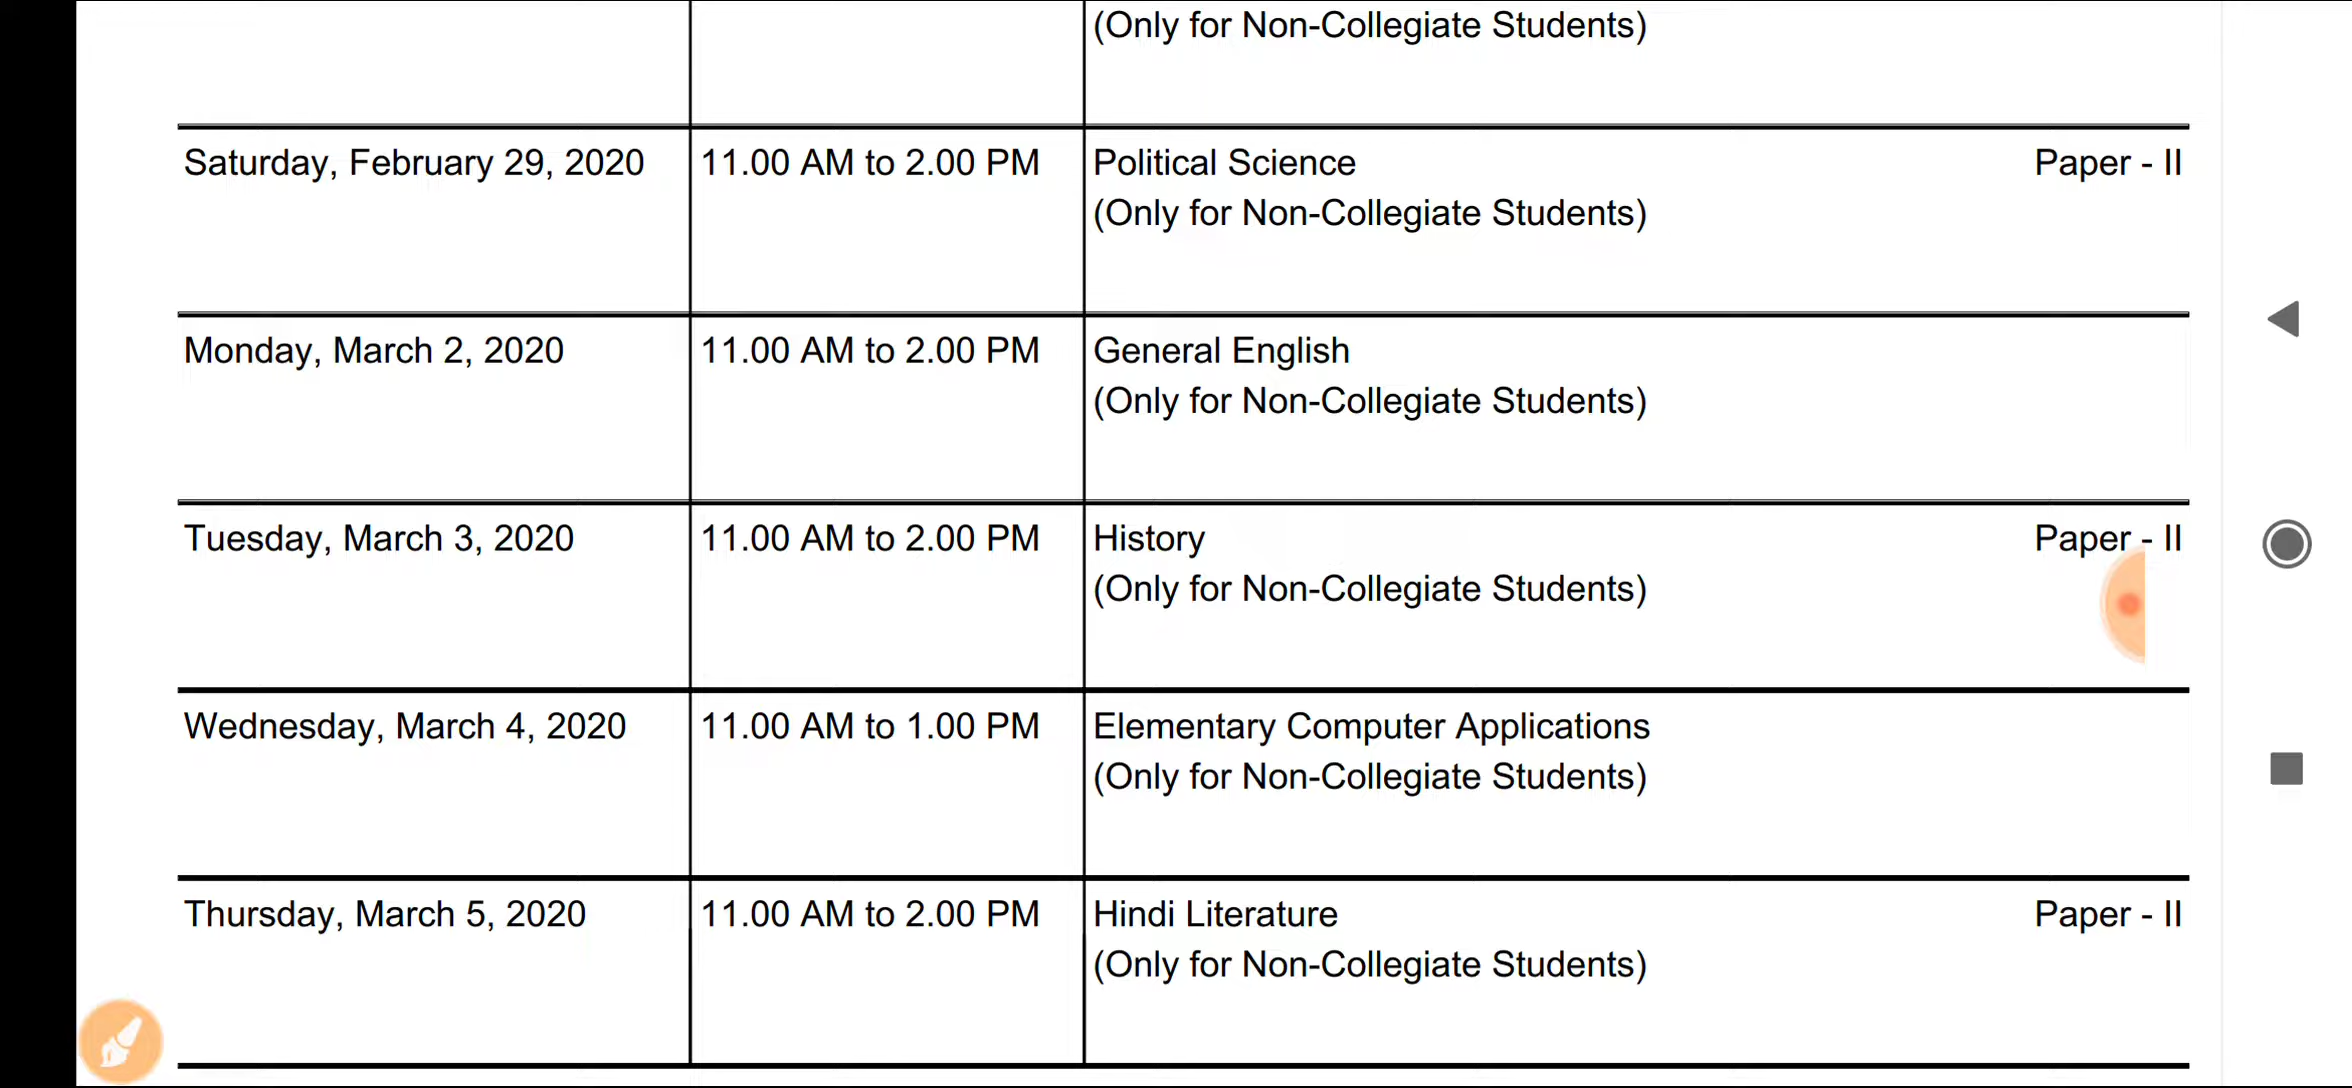 (Only for Non-Collegiate Students)
Saturday, February 29, 2020 11.00 AM to 2.00 PM Political Science Paper - II
(Only for Non-Collegiate Students)
Monday, March 2, 2020 11.00 AM to 2.00 PM General English
(Only for Non-Collegiate Students)
Tuesday, March 3, 2020 11.00 AM to 2.00 PM History Paper - II
(Only for Non-Collegiate Students)
Wednesday, March 4, 2020 11.00 AM to 1.00 PM Elementary Computer Applications
(Only for Non-Collegiate Students)
Thursday, March 5, 2020 11.00 AM to 2.00 PM Hindi Literature Paper - II
(Only for Non-Collegiate Students)